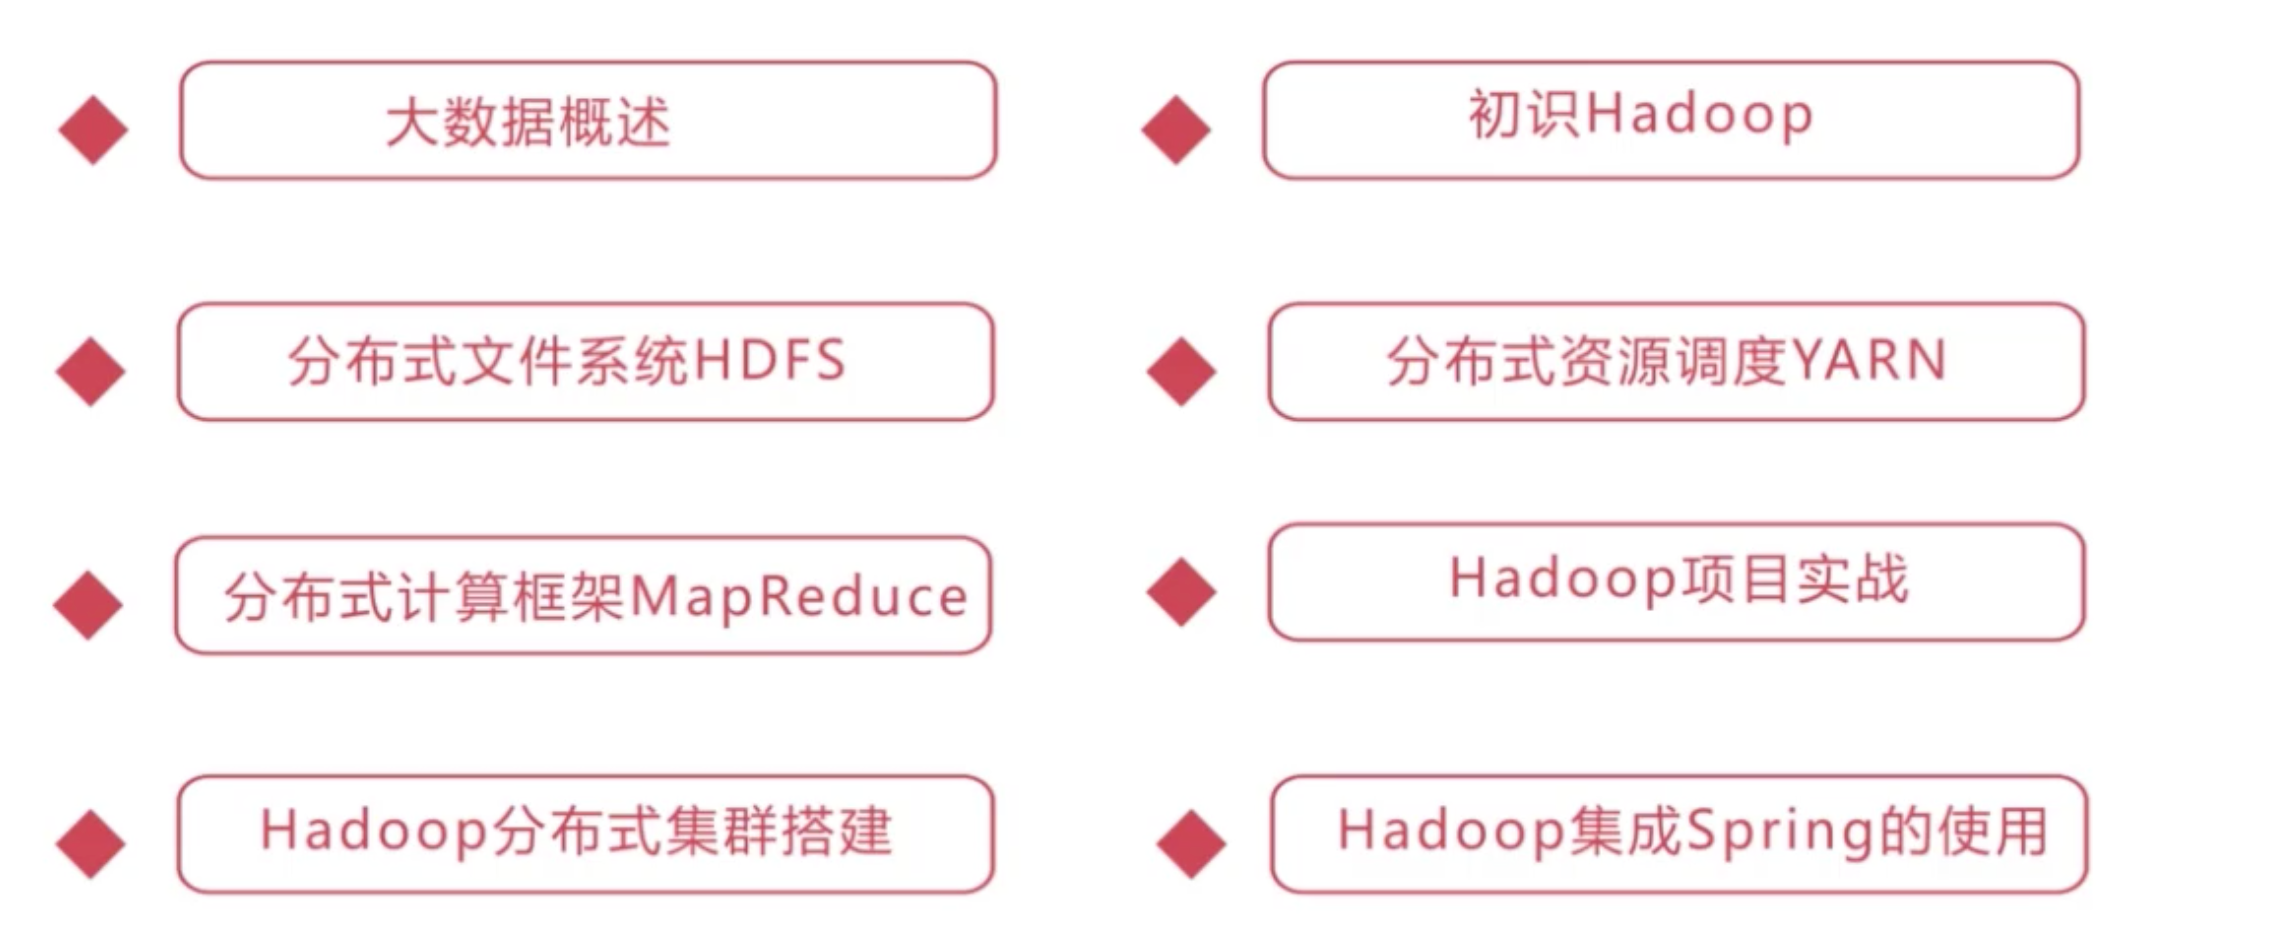 大数据概述
初识Hadoop
分布式文件系统HDFS
分布式资源调度YARN
分布式计算框架MapReduce
Hadoop项目实战
Hadoop分布式集群搭建
Hadoop集成Spring的使用